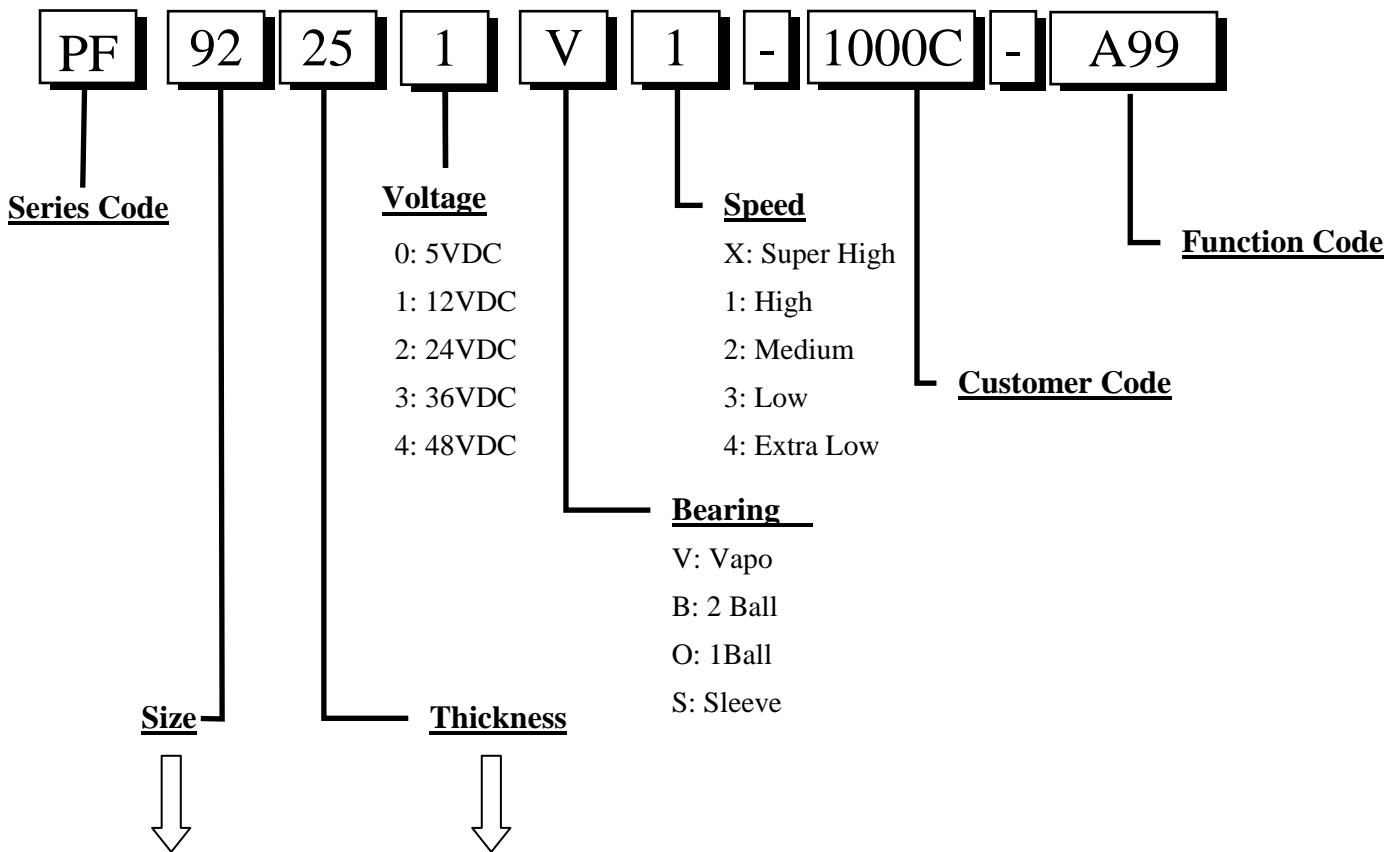 PF 92 25 1 V 1 - 1000C - A99
Series Code
Voltage
0: 5VDC
1: 12VDC
2: 24VDC
3: 36VDC
4: 48VDC
Speed
X: Super High
1: High
2: Medium
3: Low
4: Extra Low
Function Code
Customer Code
Bearing
V: Vapo
B: 2 Ball
O: 1Ball
S: Sleeve
Size
Thickness